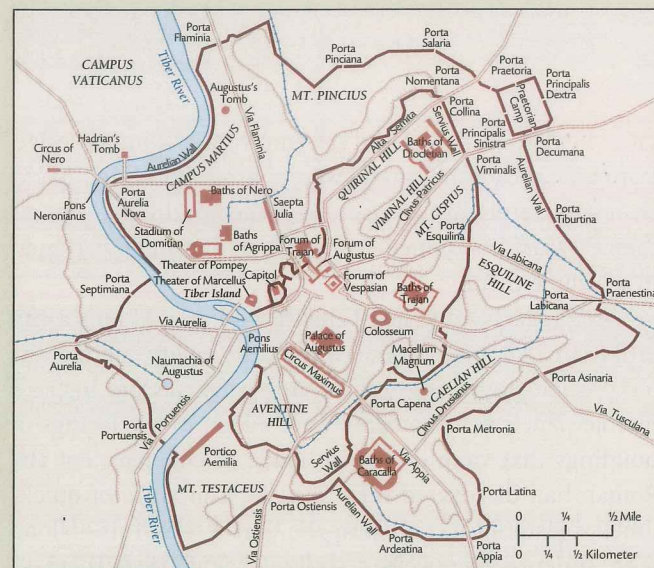 Porta
Flaminia
Porta
Salaria
Porta
Pinciana
Porta
Praetoria
Porta
Principalis
Dextra
Porta
Nomentana
CAMPUS
VATICANUS
Tiber River
Augustus's
Tomb
MT. PINCIUS
Via Flaminia
Porta
Collina
Praetorian
Camp
Alta Semita
Servius Wall
Porta
Principalis
Sinistra
Hadrian's
Tomb
Circus of
Nero
Aurelian Wall
CAMPUS MARTIUS
Baths of
Diocletian
Porta
Decumana
QUIRINAL HILL
Porta
Viminalis
VIMINAL HILL
Clivus Patricus
Aurelian Wall
Pons
Neronianus
Porta
Aurelia
Nova
Baths of Nero
Saepta
Julia
MT. CISPIUS
Porta
Tiburtina
Stadium of
Domitian
Baths
of Agrippa
Forum of
Trajan
Forum of
Augustus
Porta
Esquilina
Via Labicana
Theater of Pompey
Capitol
Theater of Marcellus
Tiber Island
Forum of
Vespasian
ESQUILINE
HILL
Porta
Septimiana
Baths of
Trajan
Porta
Labicana
Porta
Praenestina
Via Aurelia
Pons
Aemilius
Palace of
Augustus
Colosseum
Porta
Aurelia
Naumachia of
Augustus
Macellum
Magnum
Circus Maximus
CAELIAN HILL
Porta Asinaria
AVENTINE
HILL
Porta Capena
Clivus Drusianus
Via Tusculana
Porta
Portuensis
Via Portuensis
Porta Metronia
Portico
Aemilia
Servius
Wall
Via Appia
Baths of
Caracalla
MT. TESTACEUS
Tiber River
Porta Ostiensis
Aurelian Wall
Porta Latina
Via Ostiensis
Porta
Ardeatina
Porta
Appia
0 ¼ ½ Mile
0 ¼ ½ Kilometer